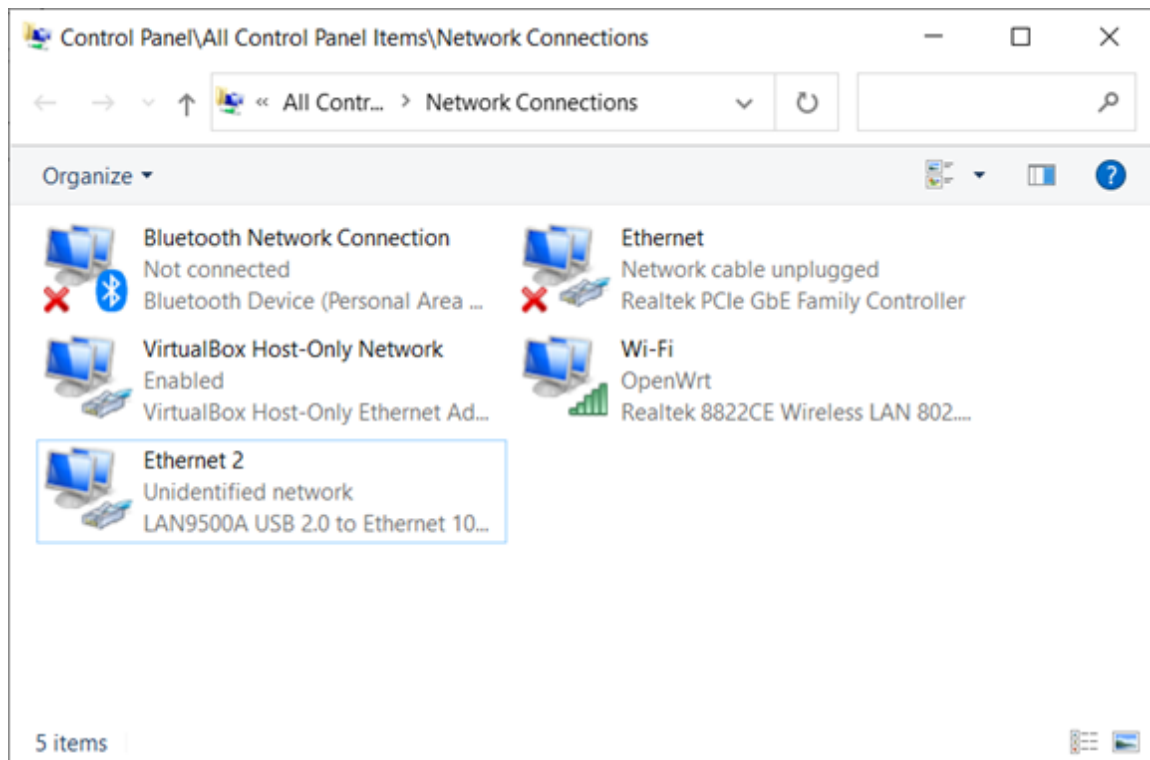 Control Panel\All Control Panel Items\Network Connections
« All Contr... > Network Connections
Organize
?
Bluetooth Network Connection
Not connected
Bluetooth Device (Personal Area ...
Ethernet
Network cable unplugged
Realtek PCIe GbE Family Controller
VirtualBox Host-Only Network
Enabled
VirtualBox Host-Only Ethernet Ad...
Wi-Fi
OpenWrt
Realtek 8822CE Wireless LAN 802....
Ethernet 2
Unidentified network
LAN9500A USB 2.0 to Ethernet 10...
5 items